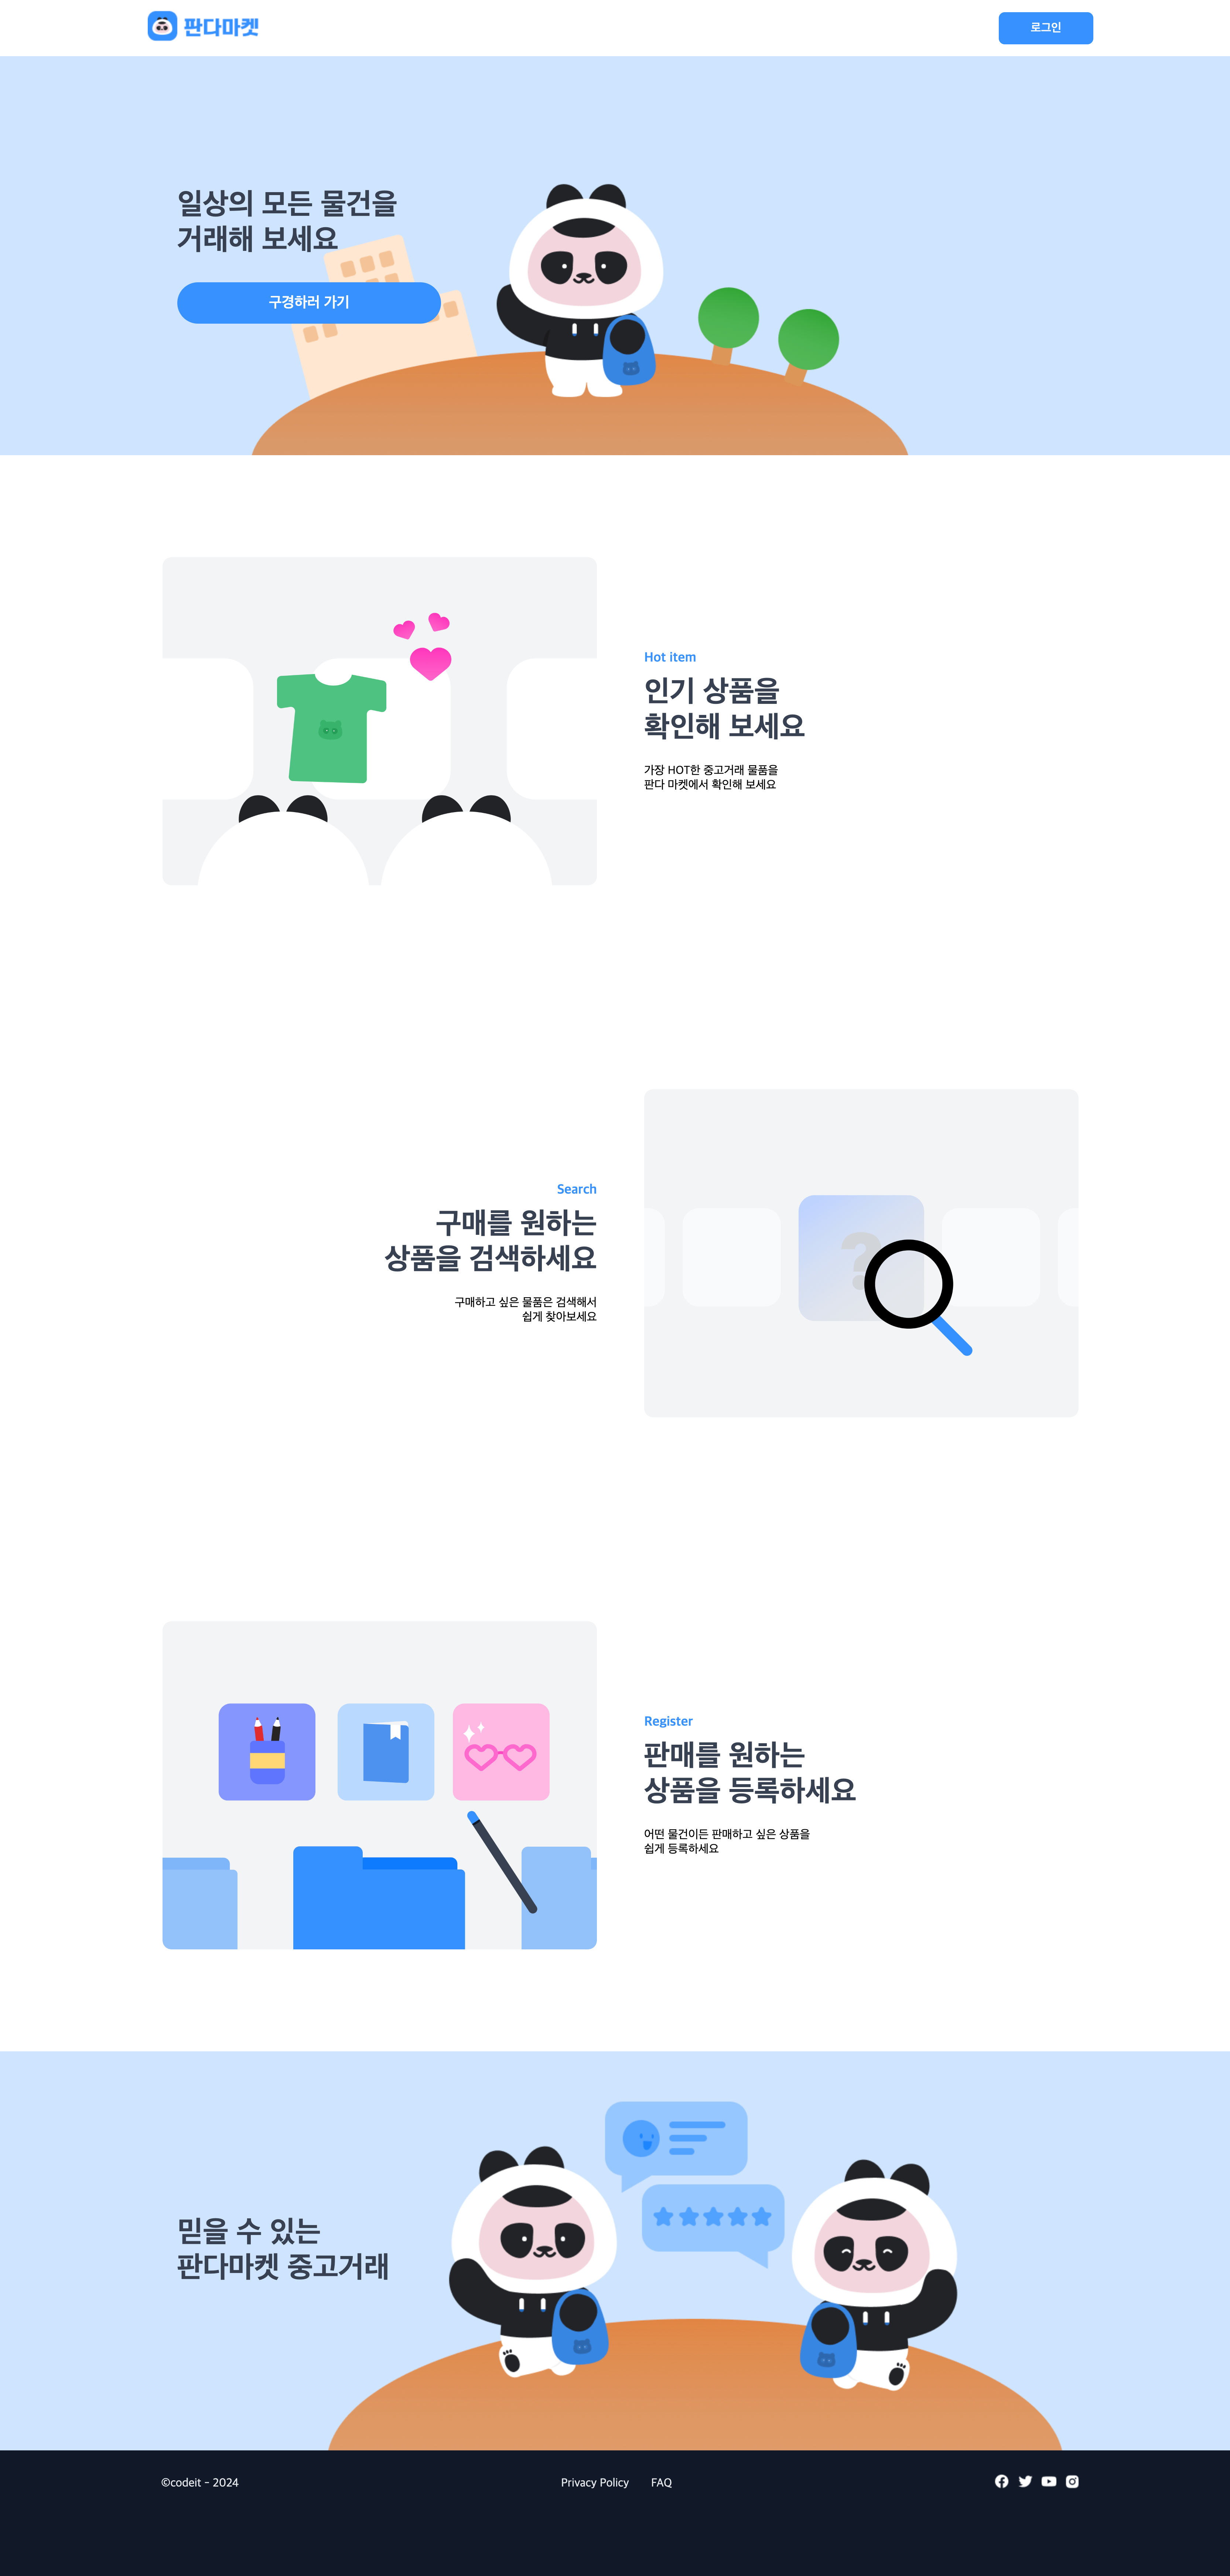 판다마켓
로그인
일상의 모든 물건을
거래해 보세요
구경하러 가기
Hot item
인기 상품을
확인해 보세요
가장 HOT한 중고거래 물품을
판다 마켓에서 확인해 보세요
Search
구매를 원하는
상품을 검색하세요
구매하고 싶은 물품은 검색해서
쉽게 찾아보세요
?
Register
판매를 원하는
상품을 등록하세요
어떤 물건이든 판매하고 싶은 상품을
쉽게 등록하세요
믿을 수 있는
판다마켓 중고거래
©codeit - 2024
Privacy Policy
FAQ